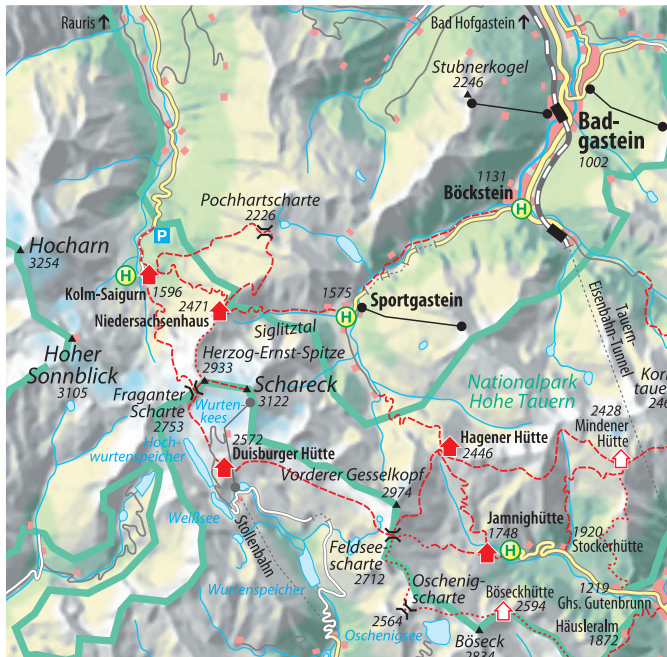 Rauris
Bad Hofgastein
Stubnerkogel
2246
Bad-
gastein
1002
1131
Böckstein
Pochhartscharte
2226
Hocharn
3254
P
H
Kolm-Saigurn 1596
2471
Niedersachsenhaus
Siglitztal
1575
Sportgastein
H
H
Tauern-
Eisenbahn-Tunnel
Hoher
Sonnblick
3105
Herzog-Ernst-Spitze
2933
Schareck
3122
Fraganter
Scharte
2753
Wurten-
kees
Nationalpark
Hohe Tauern
Hoch-
wurtenspeicher
2572
Duisburger Hütte
Hagener Hütte
2446
2428
Mindener
Hütte
Vorderer Gesselkopf
2974
Weißsee
Stollenbahn
Jamnighütte
1748
H
1920
Stockerhütte
Feldsee-
scharte
2712
Wurtenspeicher
Oschenig-
scharte
2564
Böseckhütte
2594
1219
Ghs. Gutenbrunn
Oschenigsee
Böseck
Häusleralm
1872